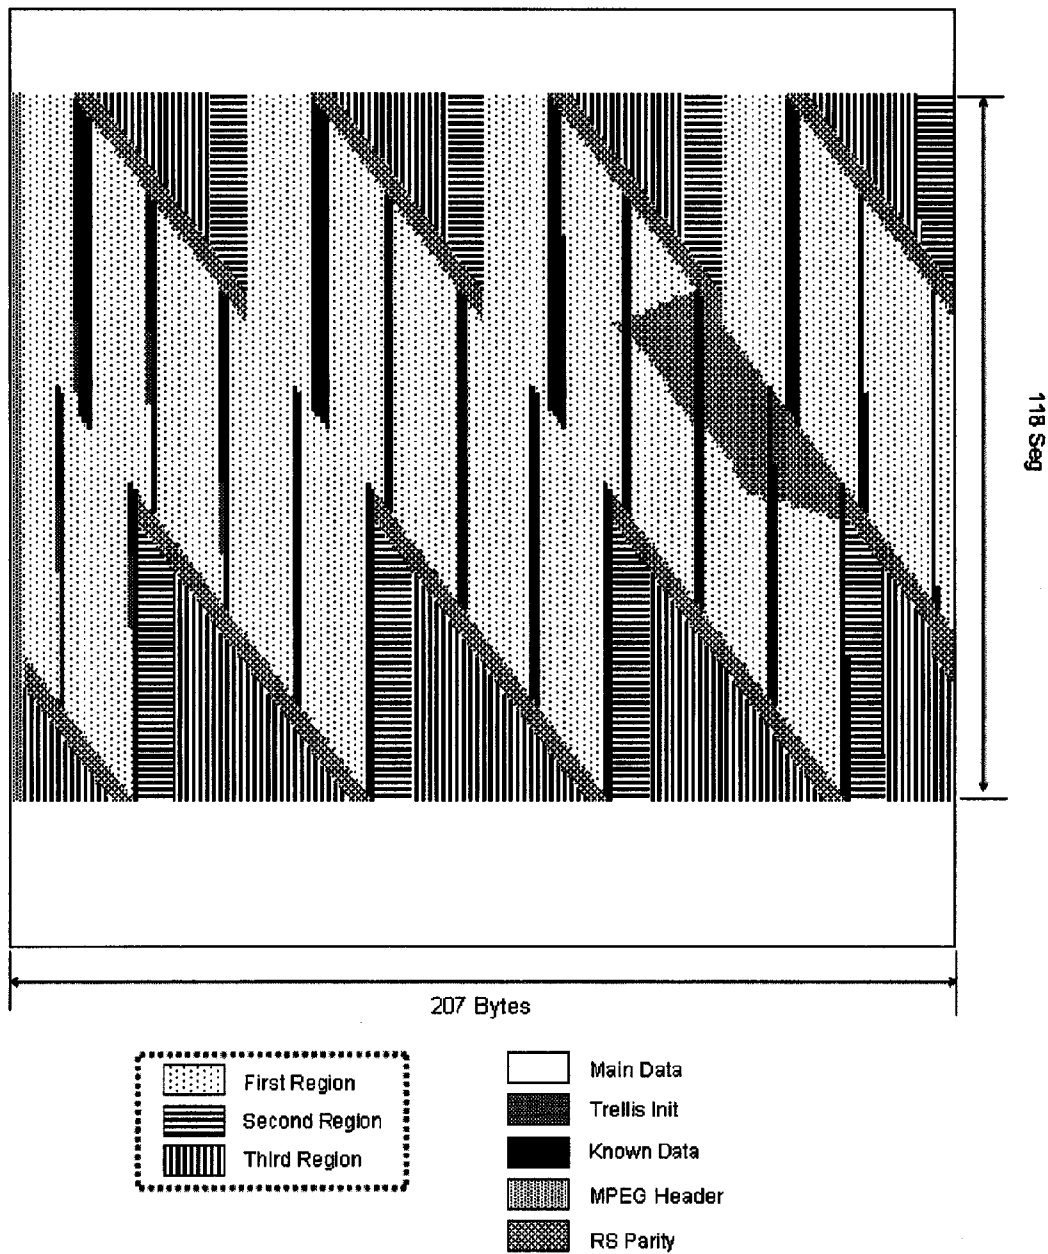 118 Seg
207 Bytes
First Region
Second Region
Third Region
Main Data
Trellis Init
Known Data
MPEG Header
RS Parity